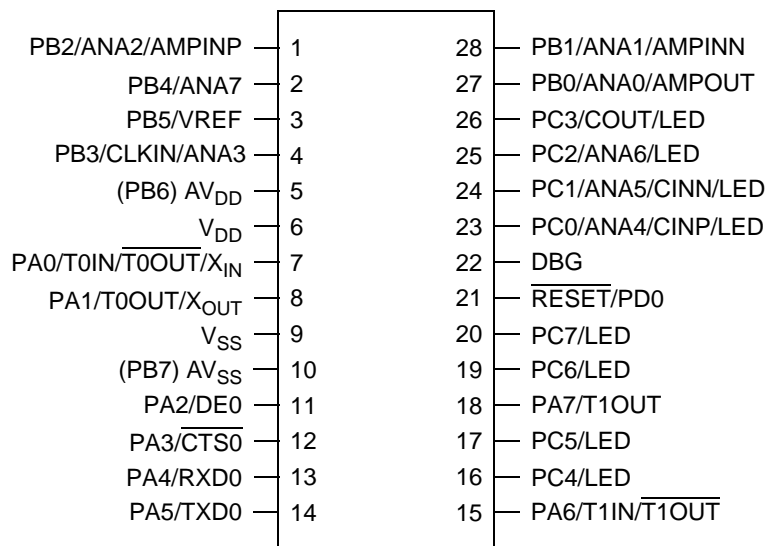 PB2/ANA2/AMPINP 1 28 PB1/ANA1/AMPINN
PB4/ANA7 2 27 PB0/ANA0/AMPOUT
PB5/VREF 3 26 PC3/COUT/LED
PB3/CLKIN/ANA3 4 25 PC2/ANA6/LED
(PB6) AVDD 5 24 PC1/ANA5/CINN/LED
VDD 6 23 PC0/ANA4/CINP/LED
PA0/T0IN/T0OUT/XIN 7 22 DBG
PA1/T0OUT/XOUT 8 21 RESET/PD0
VSS 9 20 PC7/LED
(PB7) AVSS 10 19 PC6/LED
PA2/DE0 11 18 PA7/T1OUT
PA3/CTS0 12 17 PC5/LED
PA4/RXD0 13 16 PC4/LED
PA5/TXD0 14 15 PA6/T1IN/T1OUT